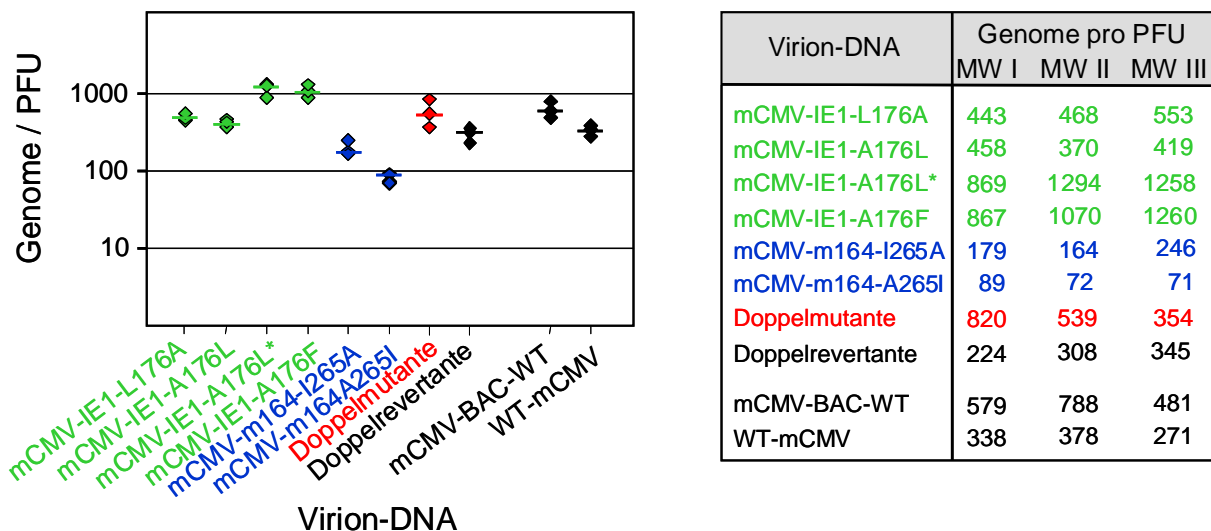 Genome / PFU
1000
100
10
mCMV-IE1-L176A
mCMV-IE1-A176L
mCMV-IE1-A176L*
mCMV-IE1-A176F
mCMV-m164-I265A
mCMV-m164A265I
Doppelmutante
Doppelrevertante
mCMV-BAC-WT
WT-mCMV
Virion-DNA
Virion-DNA Genome pro PFU
MW I MW II MW III
mCMV-IE1-L176A 443 468 553
mCMV-IE1-A176L 458 370 419
mCMV-IE1-A176L* 869 1294 1258
mCMV-IE1-A176F 867 1070 1260
mCMV-m164-I265A 179 164 246
mCMV-m164-A265I 89 72 71
Doppelmutante 820 539 354
Doppelrevertante 224 308 345
mCMV-BAC-WT 579 788 481
WT-mCMV 338 378 271